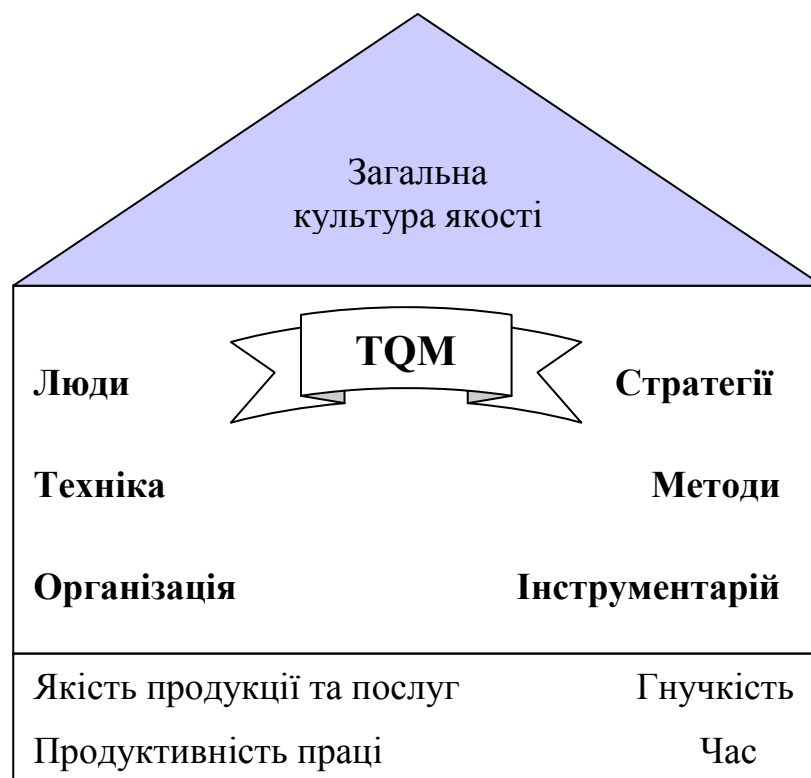 Загальна
культура якості
TQM
Люди Стратегії
Техніка Методи
Організація Інструментарій
Якість продукції та послуг Гнучкість
Продуктивність праці Час